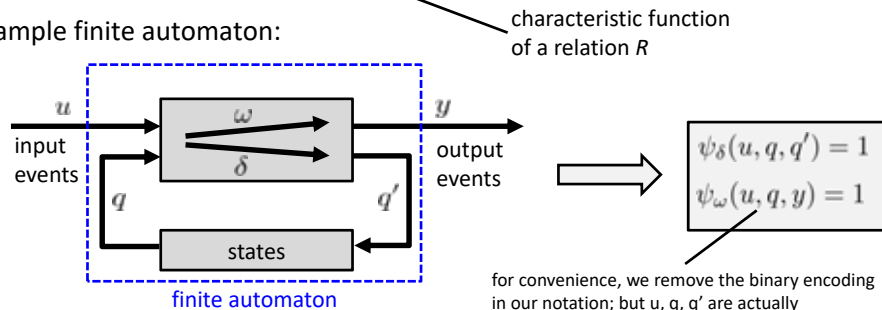 characteristic function
of a relation R
ample finite automaton:
u
ω
y
input
events
δ
output
events
q
q′
states
finite automaton
ψδ(u, q, q′) = 1
ψω(u, q, y) = 1
for convenience, we remove the binary encoding
in our notation; but u, q, q’ are actually